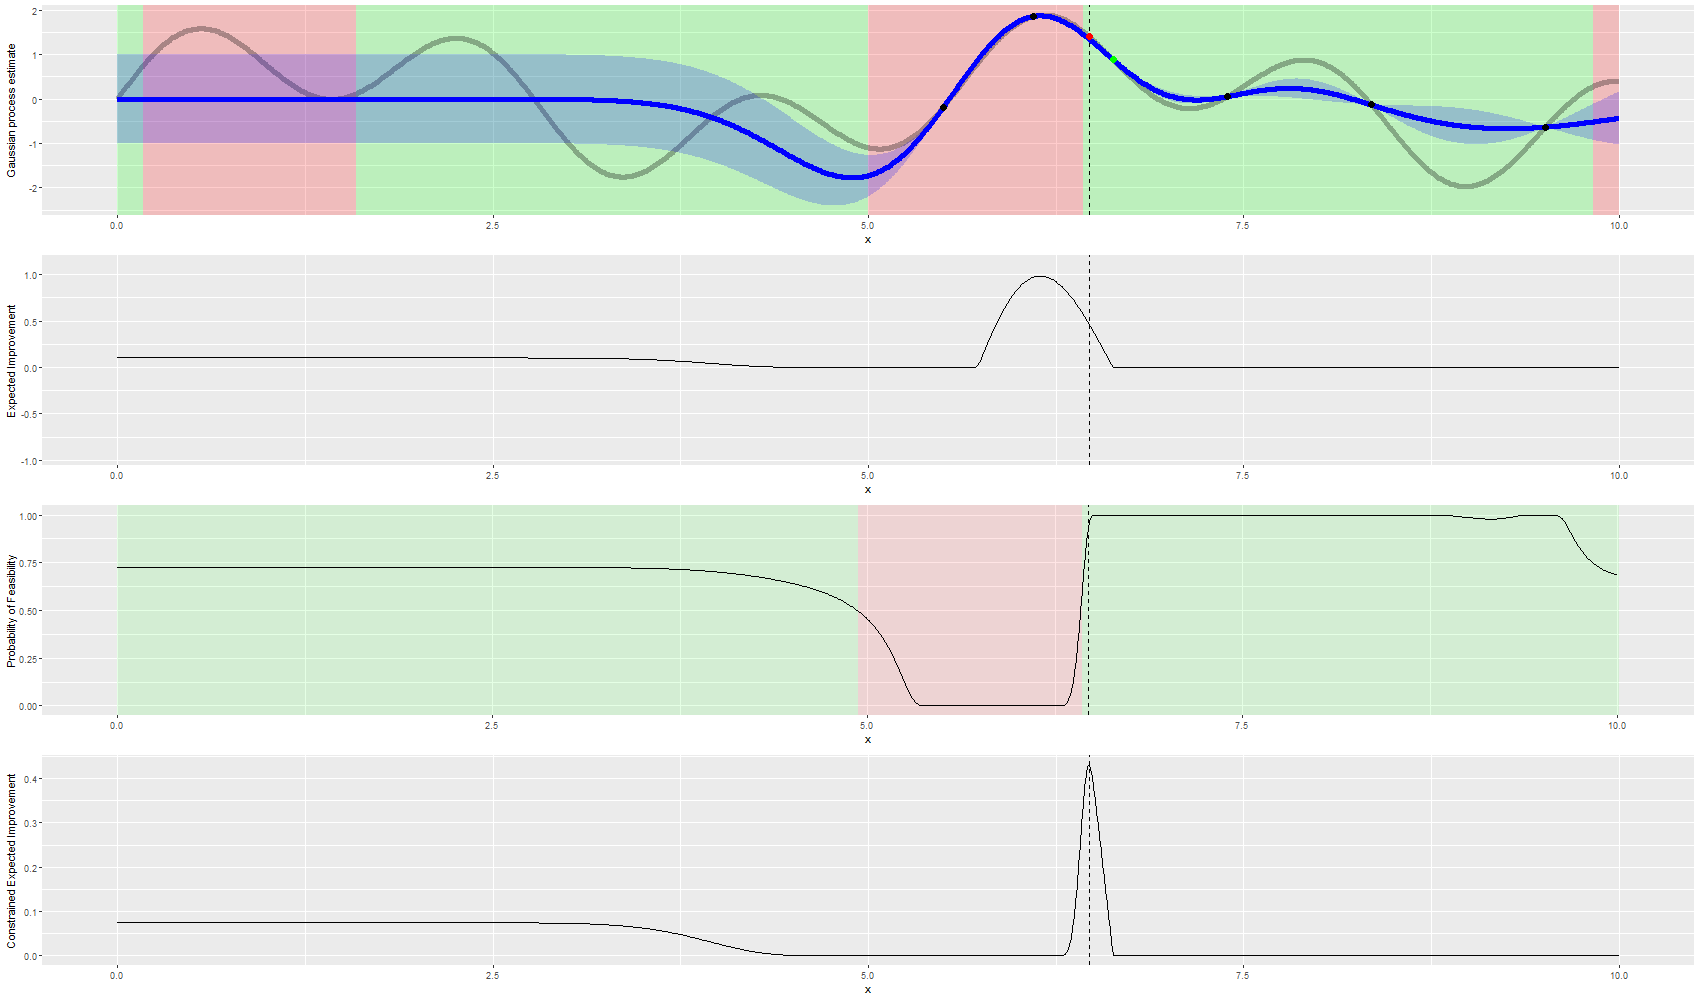 Gaussian process estimate
2
1
0
-1
-2
0.0 2.5 5.0 7.5 10.0
x
Expected Improvement
1.0
0.5
0.0
-0.5
-1.0
0.0 2.5 5.0 7.5 10.0
x
Probability of Feasibility
1.00
0.75
0.50
0.25
0.00
0.0 2.5 5.0 7.5 10.0
x
Constrained Expected Improvement
0.4
0.3
0.2
0.1
0.0
0.0 2.5 5.0 7.5 10.0
x